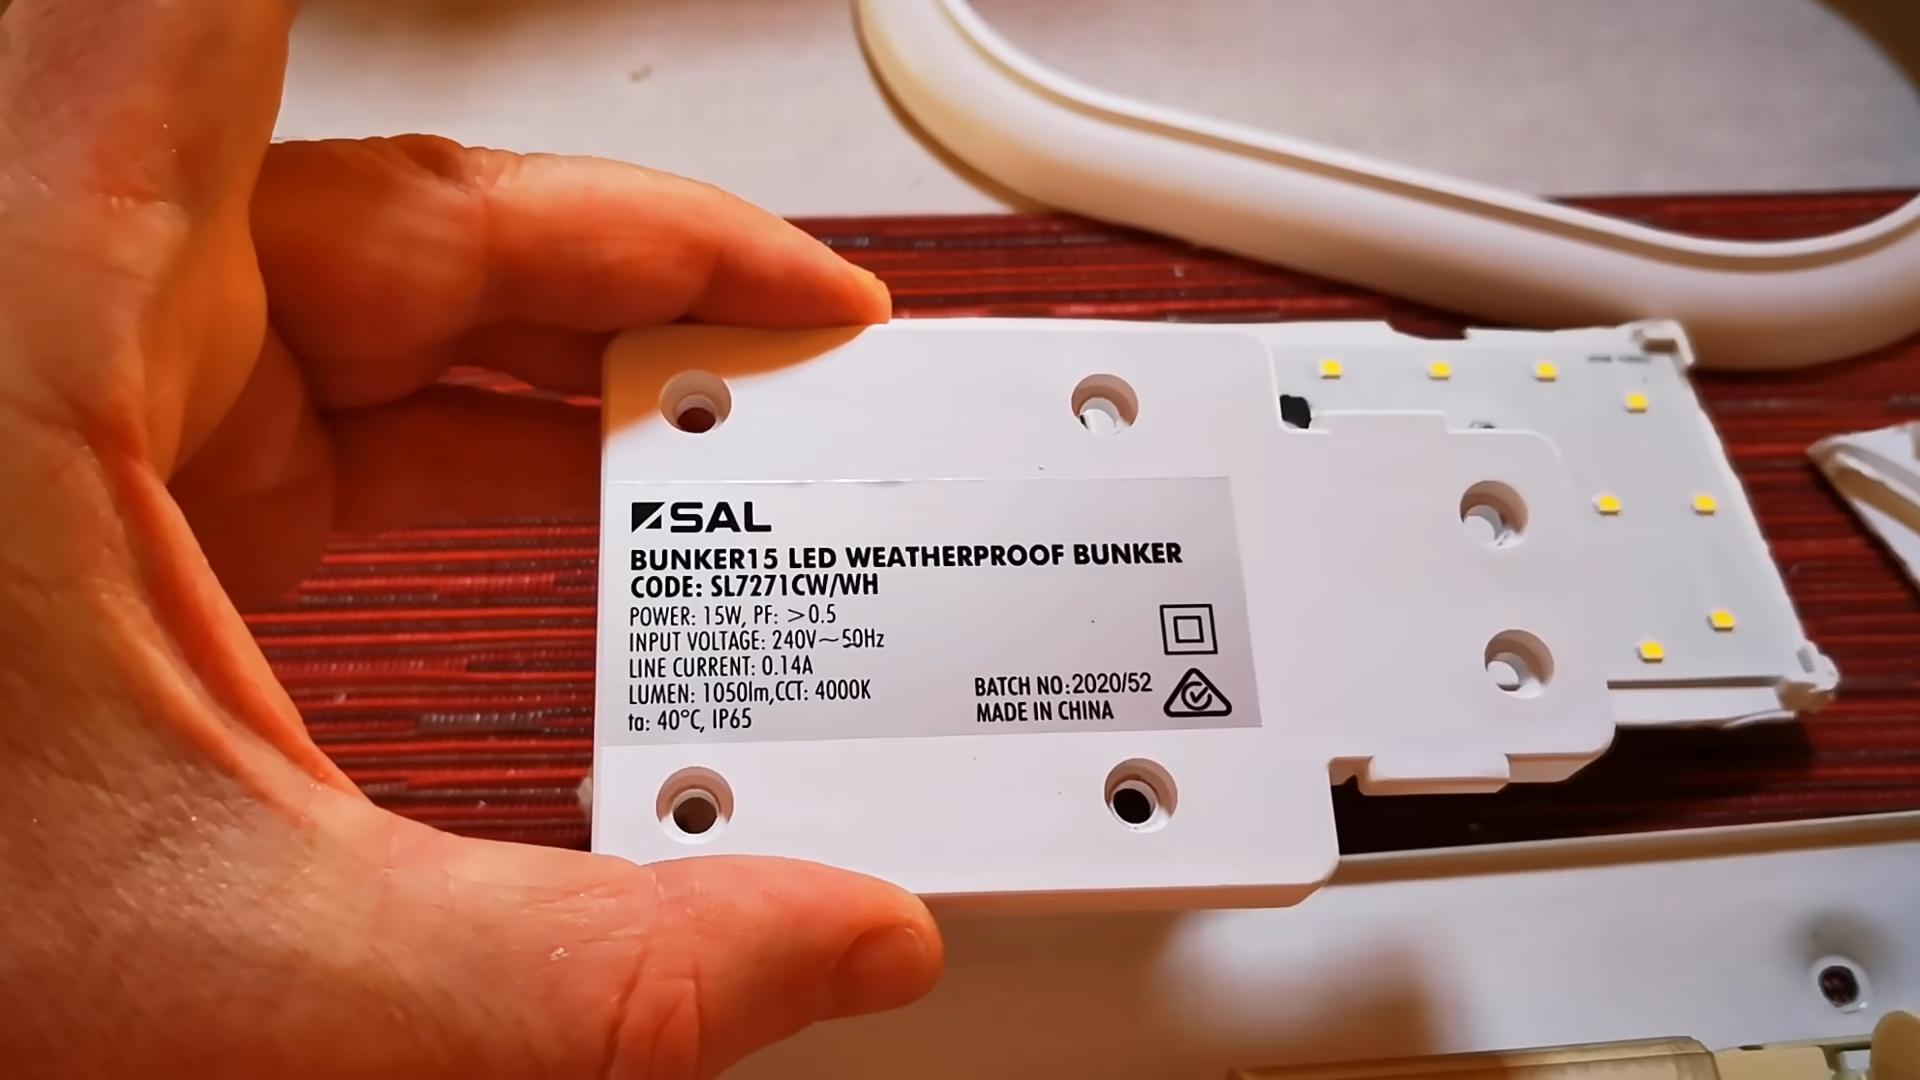 SAL
BUNKER15 LED WEATHERPROOF BUNKER
CODE: SL7271CW/WH
POWER: 15W, PF: >0.5
INPUT VOLTAGE: 240V~50Hz
LINE CURRENT: 0.14A
LUMEN: 1050lm,CCT: 4000K
ta: 40°C, IP65
BATCH NO:2020/52
MADE IN CHINA